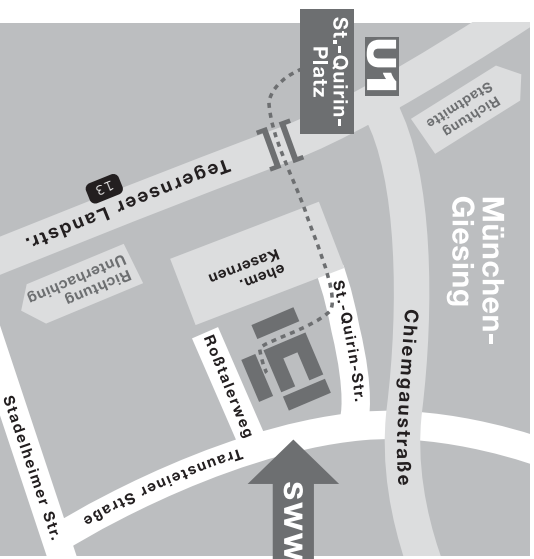 St.-Quirin-
Platz
U1
Richtung
Stadtmitte
München-
Giesing
13
Tegernseer Landstr.
Richtung
Unterhaching
ehem.
Kasernen
St.-Quirin-Str.
Chiemgaustraße
Roßtalerweg
Stadelheimer Str.
Traunsteiner Straße
SWW